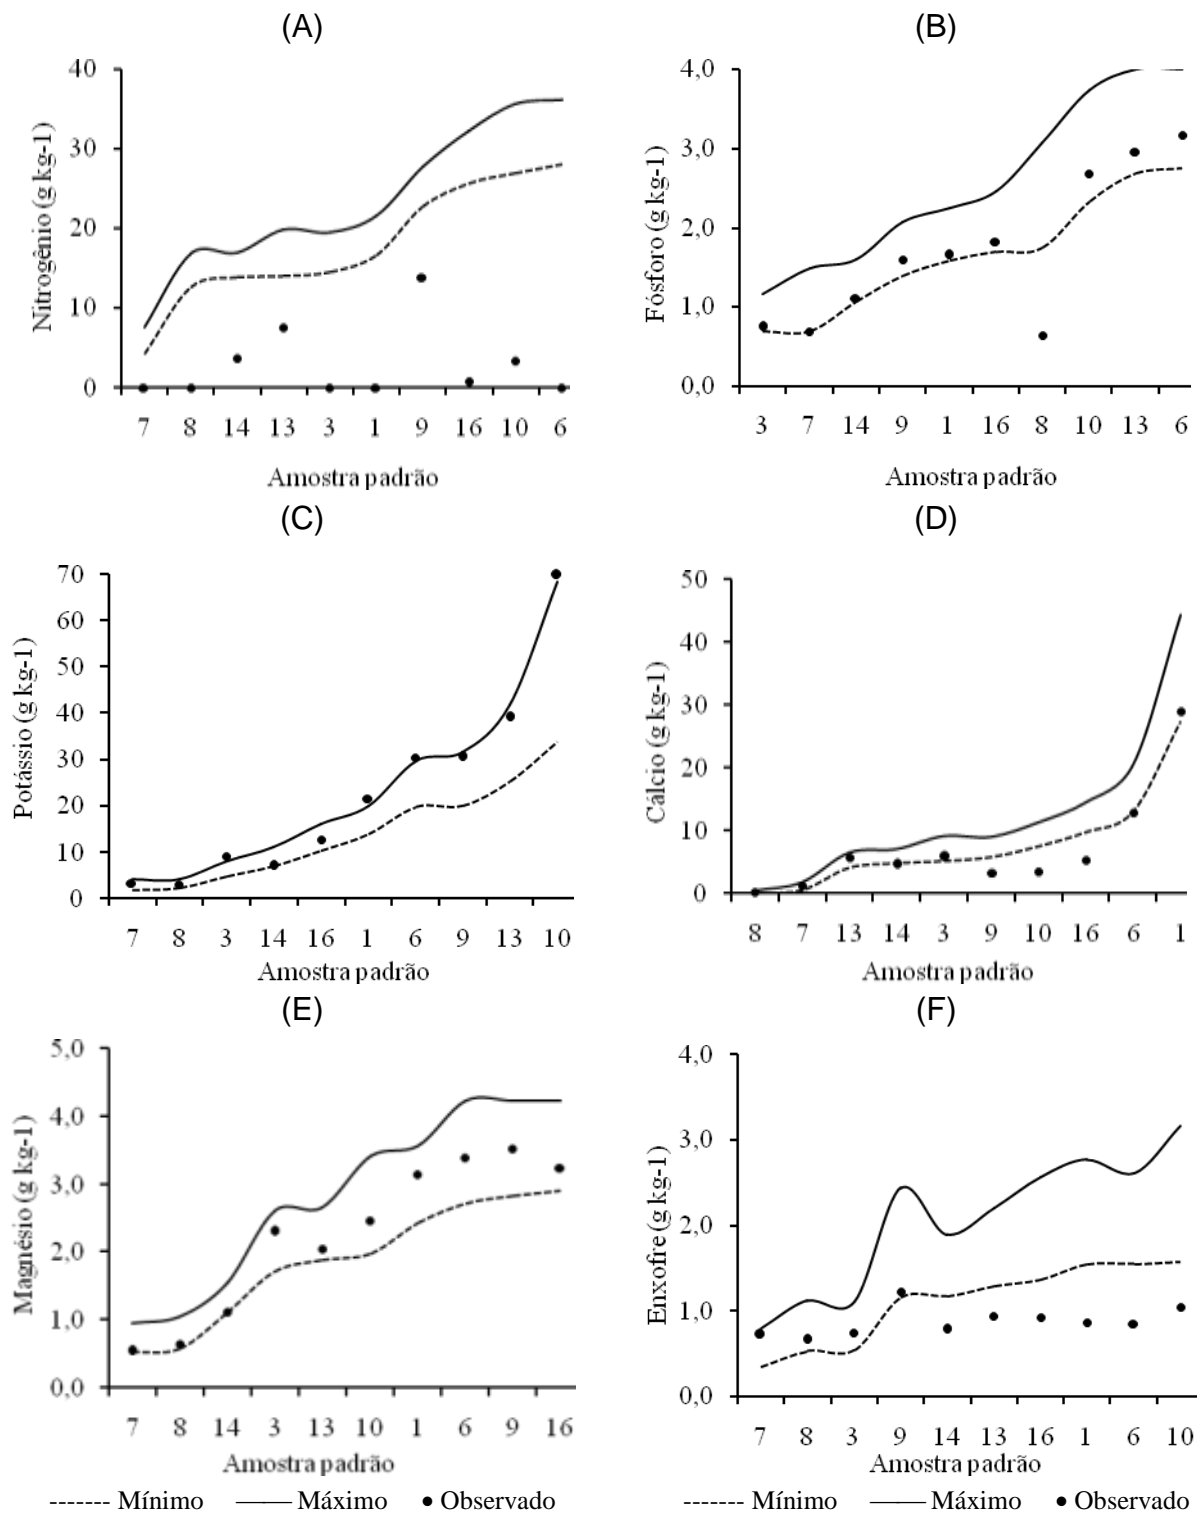 (A)
(B)
Nitrogênio (g kg-1)
40
30
20
10
0
7 8 14 13 3 1 9 16 10 6
Amostra padrão
Fósforo (g kg-1)
4,0
3,0
2,0
1,0
0,0
3 7 14 9 1 16 8 10 13 6
Amostra padrão
(C)
(D)
Potássio (g kg-1)
70
60
50
40
30
20
10
0
7 8 3 14 16 1 6 9 13 10
Amostra padrão
Cálcio (g kg-1)
50
40
30
20
10
0
8 7 13 14 3 9 10 16 6 1
Amostra padrão
(E)
(F)
Magnésio (g kg-1)
5,0
4,0
3,0
2,0
1,0
0,0
7 8 14 3 13 10 1 6 9 16
Amostra padrão
Enxofre (g kg-1)
4,0
3,0
2,0
1,0
0,0
7 8 3 9 14 13 16 1 6 10
Amostra padrão
Mínimo Máximo Observado
Mínimo Máximo Observado